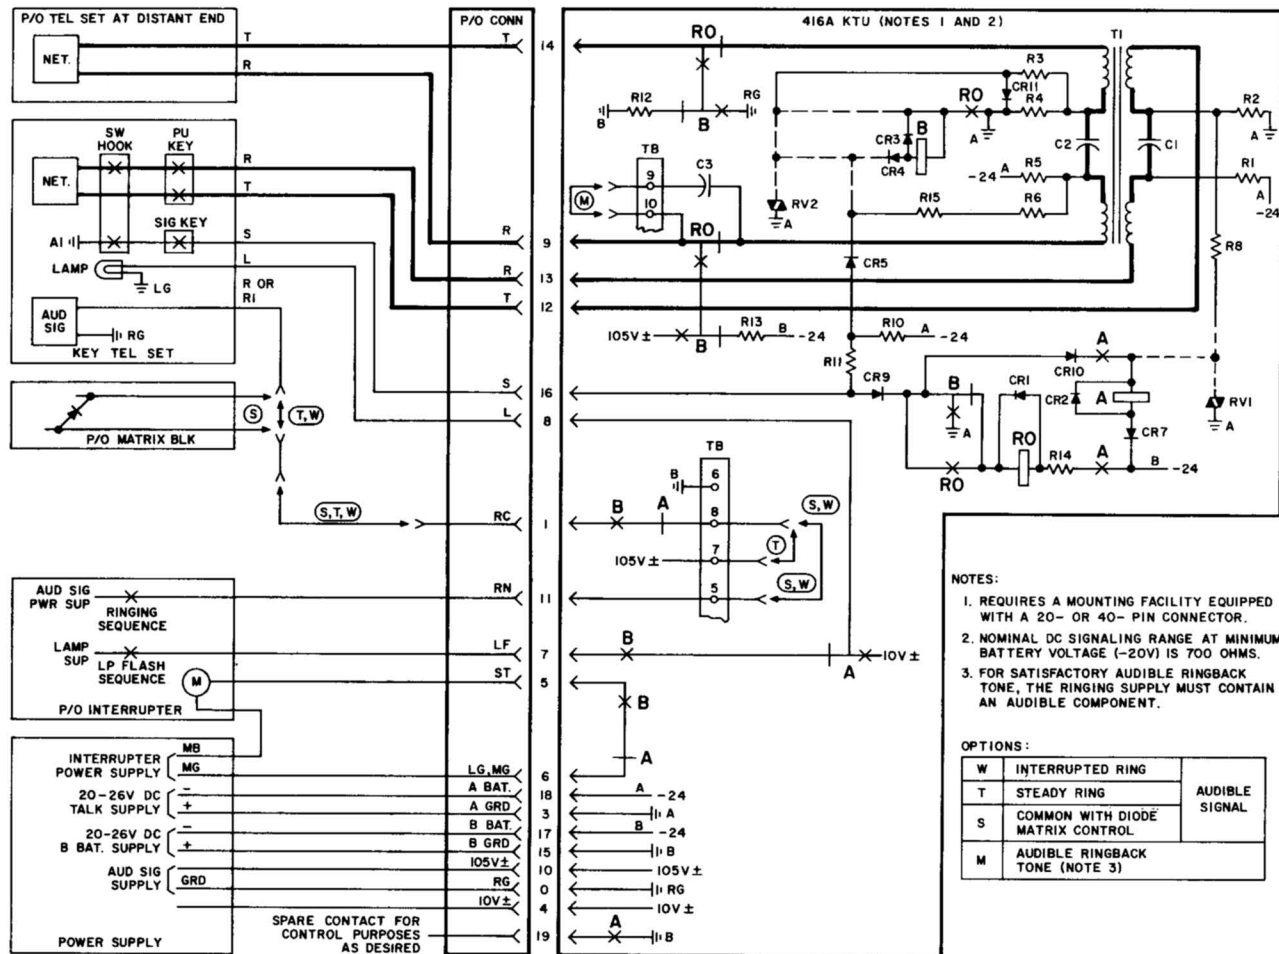 P/O TEL SET AT DISTANT END
P/O CONN
416A KTU (NOTES 1 AND 2)
NET.
T
R
T
14
RO
T1
R3
CR11
R4
RO
A
R12
B
B
RG
CR3
CR4
B
C2
C1
R2
A
R1
A
-24
-24 A
R5
R6
R15
RV2
A
TB
9
10
C3
M
RO
SW HOOK
PU KEY
NET.
R
T
SIG KEY
A1
S
LAMP
LG
L
R OR R1
AUD SIG
RG
KEY TEL SET
R
9
R
13
T
12
CR5
R8
105V±
B
R13
B
-24
R10
A
-24
R11
S
16
CR9
B
A
CR1
CR10
A
CR2
A
CR7
RV1
A
L
8
RO
RO
R14
A
B
-24
P/O MATRIX BLK
S
T,W
S,T,W
RC
1
B
A
TB
B
6
8
7
5
105V±
S,W
T
S,W
AUD SIG PWR SUP
RINGING SEQUENCE
RN
11
LAMP SUP
LP FLASH SEQUENCE
LF
7
B
A
10V±
M
ST
5
B
P/O INTERRUPTER
A
INTERRUPTER POWER SUPPLY
MB
MG
LG,MG
6
20-26V DC TALK SUPPLY
-
+
A BAT.
18
A
-24
A GRD
3
A
20-26V DC B BAT. SUPPLY
-
+
B BAT.
17
B
-24
B GRD
15
B
AUD SIG SUPPLY
105V±
10
105V±
GRD
RG
0
RG
10V±
4
10V±
POWER SUPPLY
SPARE CONTACT FOR
CONTROL PURPOSES
AS DESIRED
19
A
B
NOTES:
1. REQUIRES A MOUNTING FACILITY EQUIPPED
WITH A 20- OR 40- PIN CONNECTOR.
2. NOMINAL DC SIGNALING RANGE AT MINIMUM
BATTERY VOLTAGE (-20V) IS 700 OHMS.
3. FOR SATISFACTORY AUDIBLE RINGBACK
TONE, THE RINGING SUPPLY MUST CONTAIN
AN AUDIBLE COMPONENT.
OPTIONS:
W INTERRUPTED RING
T STEADY RING
S COMMON WITH DIODE
MATRIX CONTROL
AUDIBLE
SIGNAL
M AUDIBLE RINGBACK
TONE (NOTE 3)